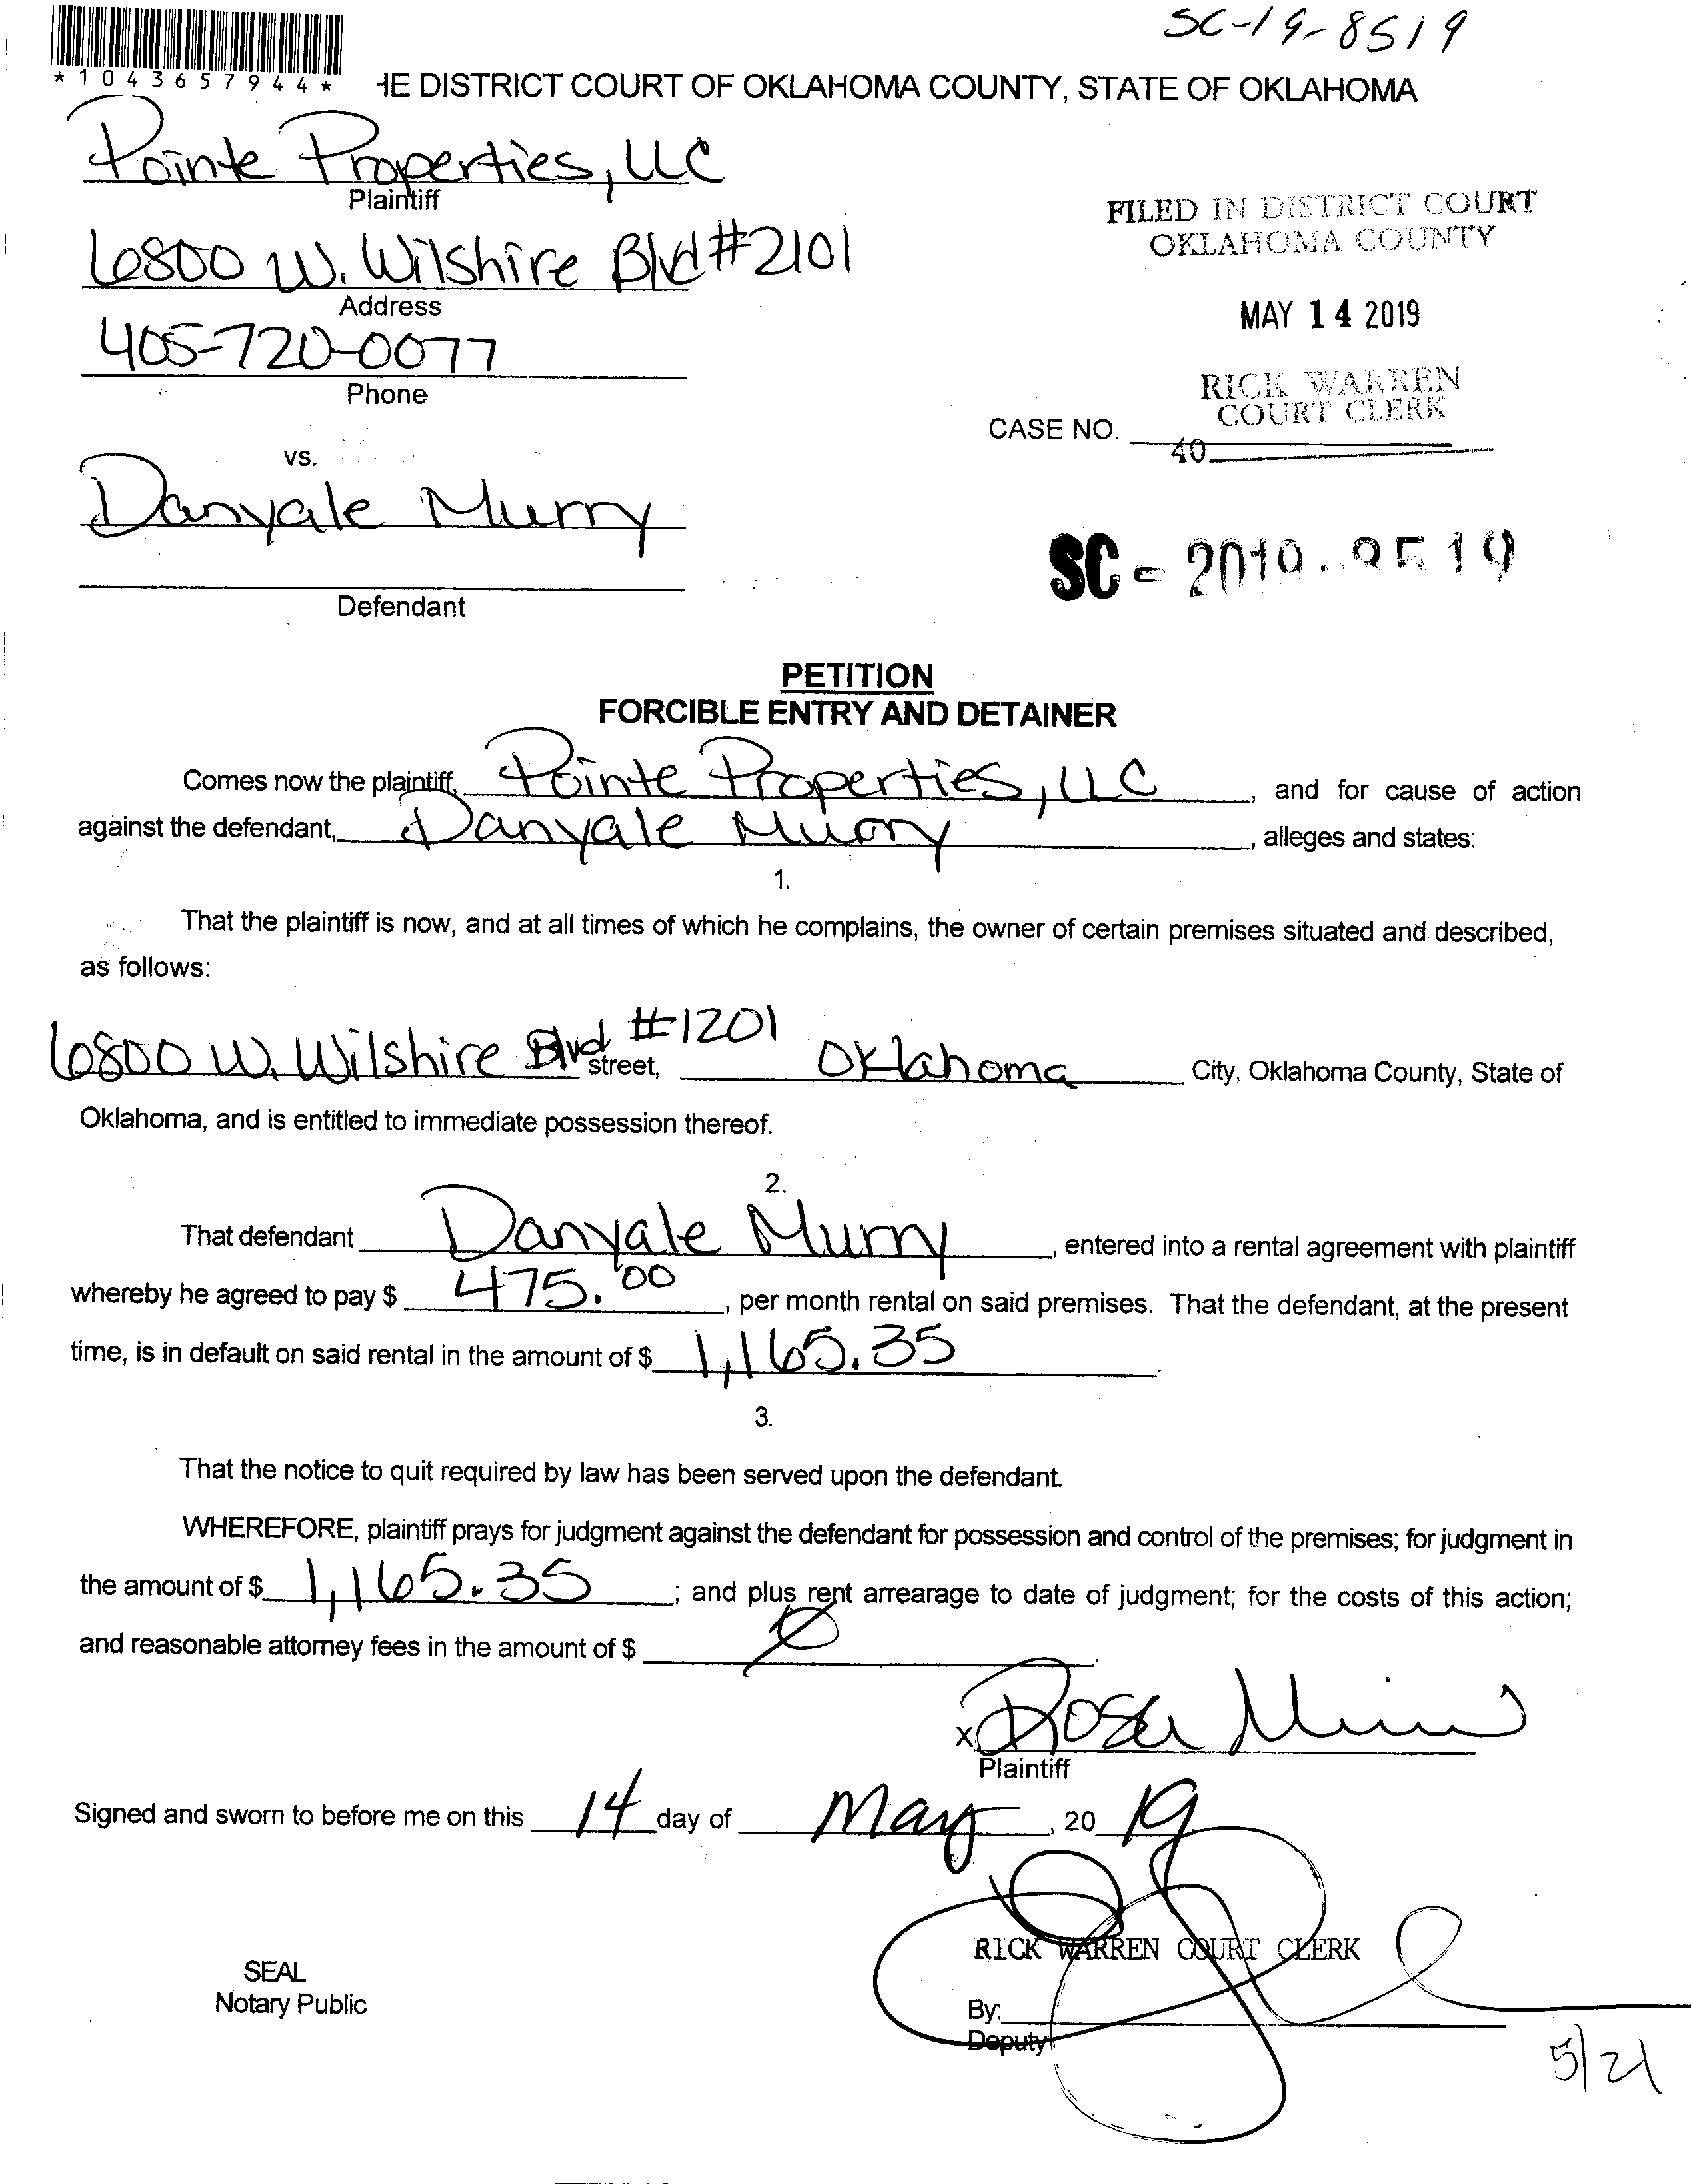 SC-19-8519
*1043657944*
HE DISTRICT COURT OF OKLAHOMA COUNTY, STATE OF OKLAHOMA
Pointe Properties, LLC
Plaintiff
6800 W. Wilshire Blvd #2101
Address
405-720-0077
Phone
FILED IN DISTRICT COURT
OKLAHOMA COUNTY
MAY 14 2019
RICK WARREN
COURT CLERK
CASE NO.
40
vs.
Danyale Murry
Defendant
SC - 2019-8519
PETITION
FORCIBLE ENTRY AND DETAINER
Comes now the plaintiff, Pointe Properties, LLC, and for cause of action
against the defendant, Danyale Murry, alleges and states:
1.
That the plaintiff is now, and at all times of which he complains, the owner of certain premises situated and described,
as follows:
6800 W. Wilshire Blvd #1201 street, Oklahoma City, Oklahoma County, State of
Oklahoma, and is entitled to immediate possession thereof.
2.
That defendant Danyale Murry, entered into a rental agreement with plaintiff
whereby he agreed to pay $ 475.00, per month rental on said premises. That the defendant, at the present
time, is in default on said rental in the amount of $ 1,165.35.
3.
That the notice to quit required by law has been served upon the defendant.
WHEREFORE, plaintiff prays for judgment against the defendant for possession and control of the premises; for judgment in
the amount of $ 1,165.35; and plus rent arrearage to date of judgment; for the costs of this action;
and reasonable attorney fees in the amount of $ Ø.
X Rosa
Plaintiff
Signed and sworn to before me on this 14 day of May, 2019
RICK WARREN COURT CLERK
SEAL
Notary Public
By:
Deputy
5/21